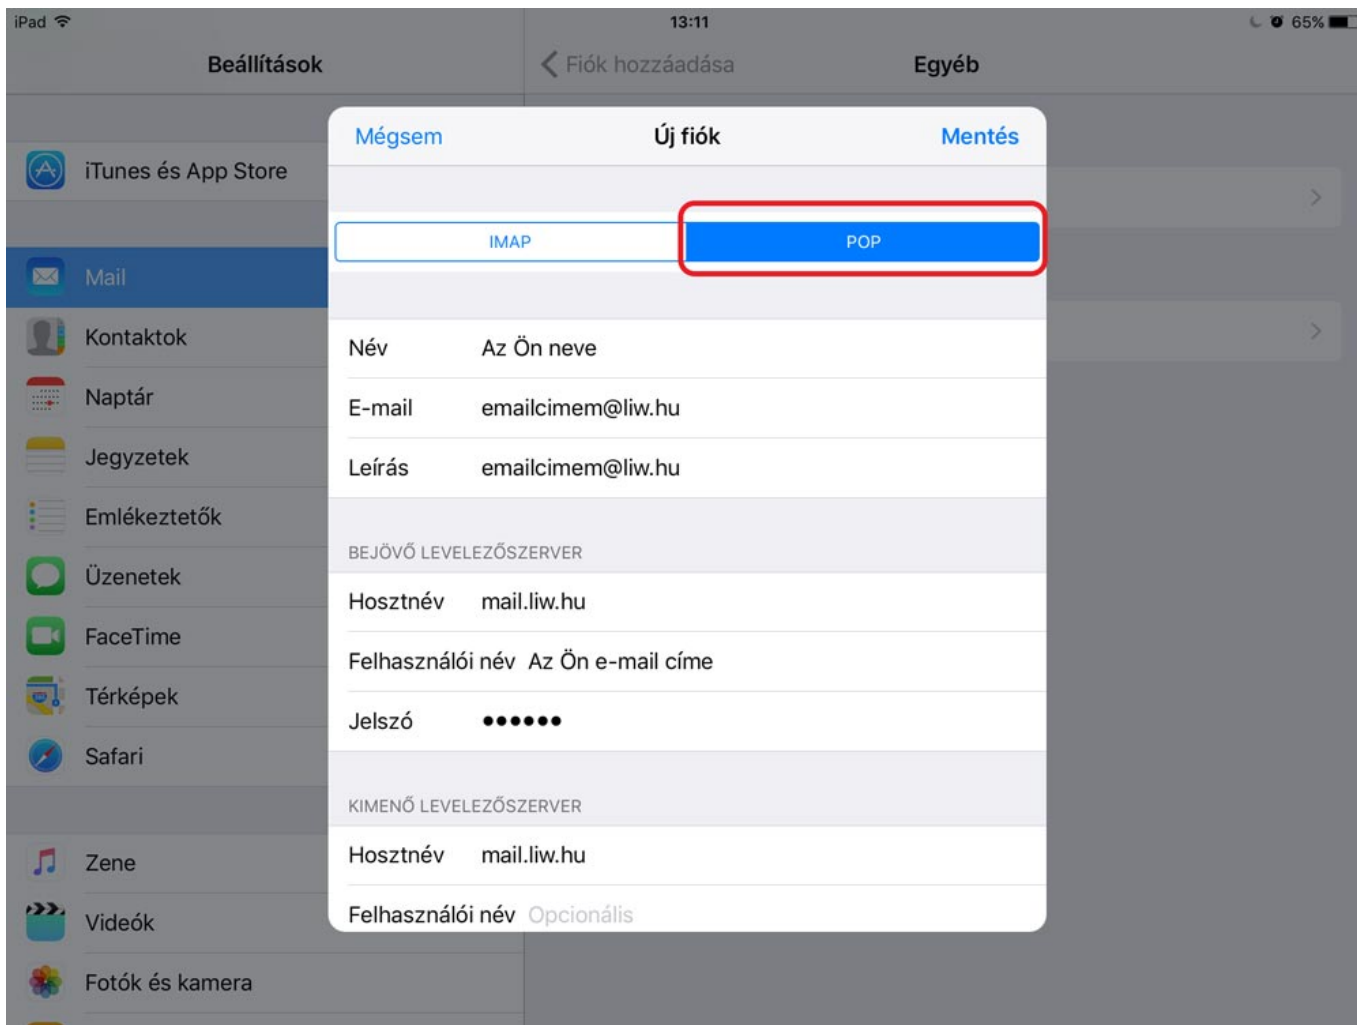 iPad 13:11 65%
Beállítások
Fiók hozzáadása Egyéb
Mégsem Új fiók Mentés
iTunes és App Store
IMAP POP
Mail
Kontaktok
Naptár
Jegyzetek
Emlékeztetők
Üzenetek
FaceTime
Térképek
Safari
Zene
Videók
Fotók és kamera
Név Az Ön neve
E-mail emailcimem@liw.hu
Leírás emailcimem@liw.hu
BEJÖVŐ LEVELEZŐSZERVER
Hosztnév mail.liw.hu
Felhasználói név Az Ön e-mail címe
Jelszó ●●●●●●
KIMENŐ LEVELEZŐSZERVER
Hosztnév mail.liw.hu
Felhasználói név Opcionális